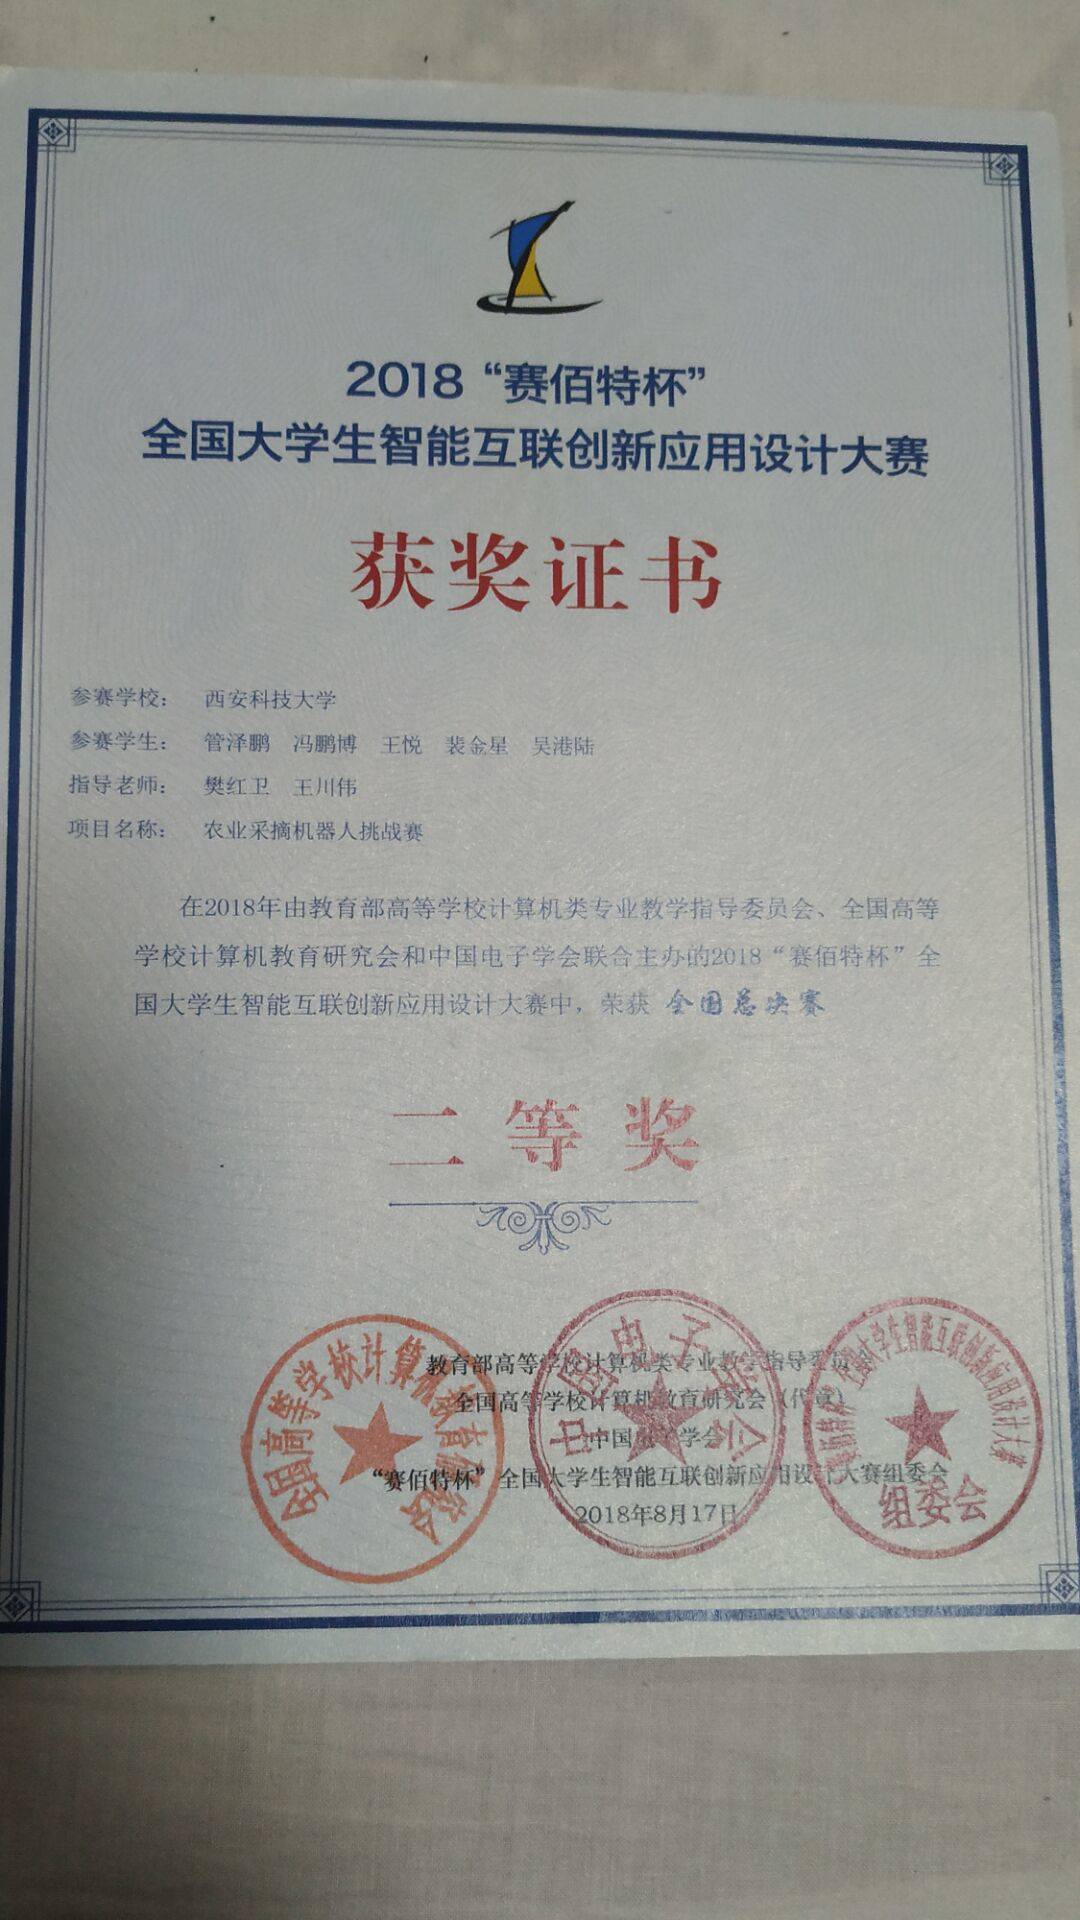 2018“赛佰特杯”
全国大学生智能互联创新应用设计大赛
获奖证书
参赛学校： 西安科技大学
参赛学生： 管泽鹏 冯鹏博 王悦 裴金星 吴港陆
指导老师： 樊红卫 王川伟
项目名称： 农业采摘机器人挑战赛
在2018年由教育部高等学校计算机类专业教学指导委员会、全国高等
学校计算机教育研究会和中国电子学会联合主办的2018“赛佰特杯”全
国大学生智能互联创新应用设计大赛中，荣获 全国总决赛
二等奖
教育部高等学校计算机类专业教学指导委员会
全国高等学校计算机教育研究会（代章）
中国电子学会
“赛佰特杯”全国大学生智能互联创新应用设计大赛组委会
2018年8月17日
全国高等学校计算机教育研究会
中国电子学会
全国大学生智能互联创新应用设计大赛
组委会